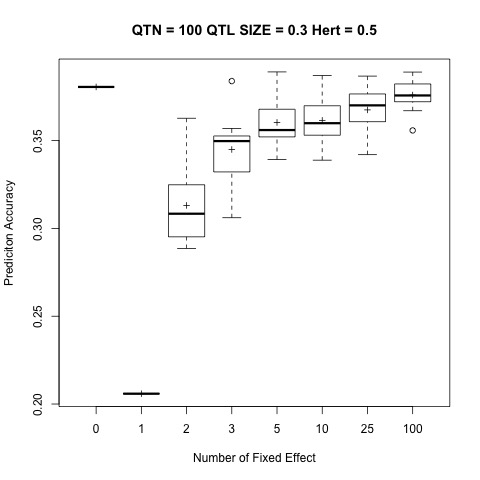 QTN = 100 QTL SIZE = 0.3 Hert = 0.5
Prediciton Accuracy
0.35
0.30
0.25
0.20
0 1 2 3 5 10 25 100
Number of Fixed Effect